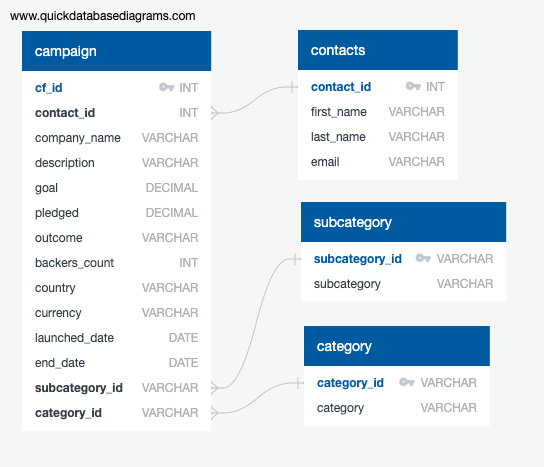 www.quickdatabasediagrams.com
campaign
cf_id INT
contact_id INT
company_name VARCHAR
description VARCHAR
goal DECIMAL
pledged DECIMAL
outcome VARCHAR
backers_count INT
country VARCHAR
currency VARCHAR
launched_date DATE
end_date DATE
subcategory_id VARCHAR
category_id VARCHAR
contacts
contact_id INT
first_name VARCHAR
last_name VARCHAR
email VARCHAR
subcategory
subcategory_id VARCHAR
subcategory VARCHAR
category
category_id VARCHAR
category VARCHAR